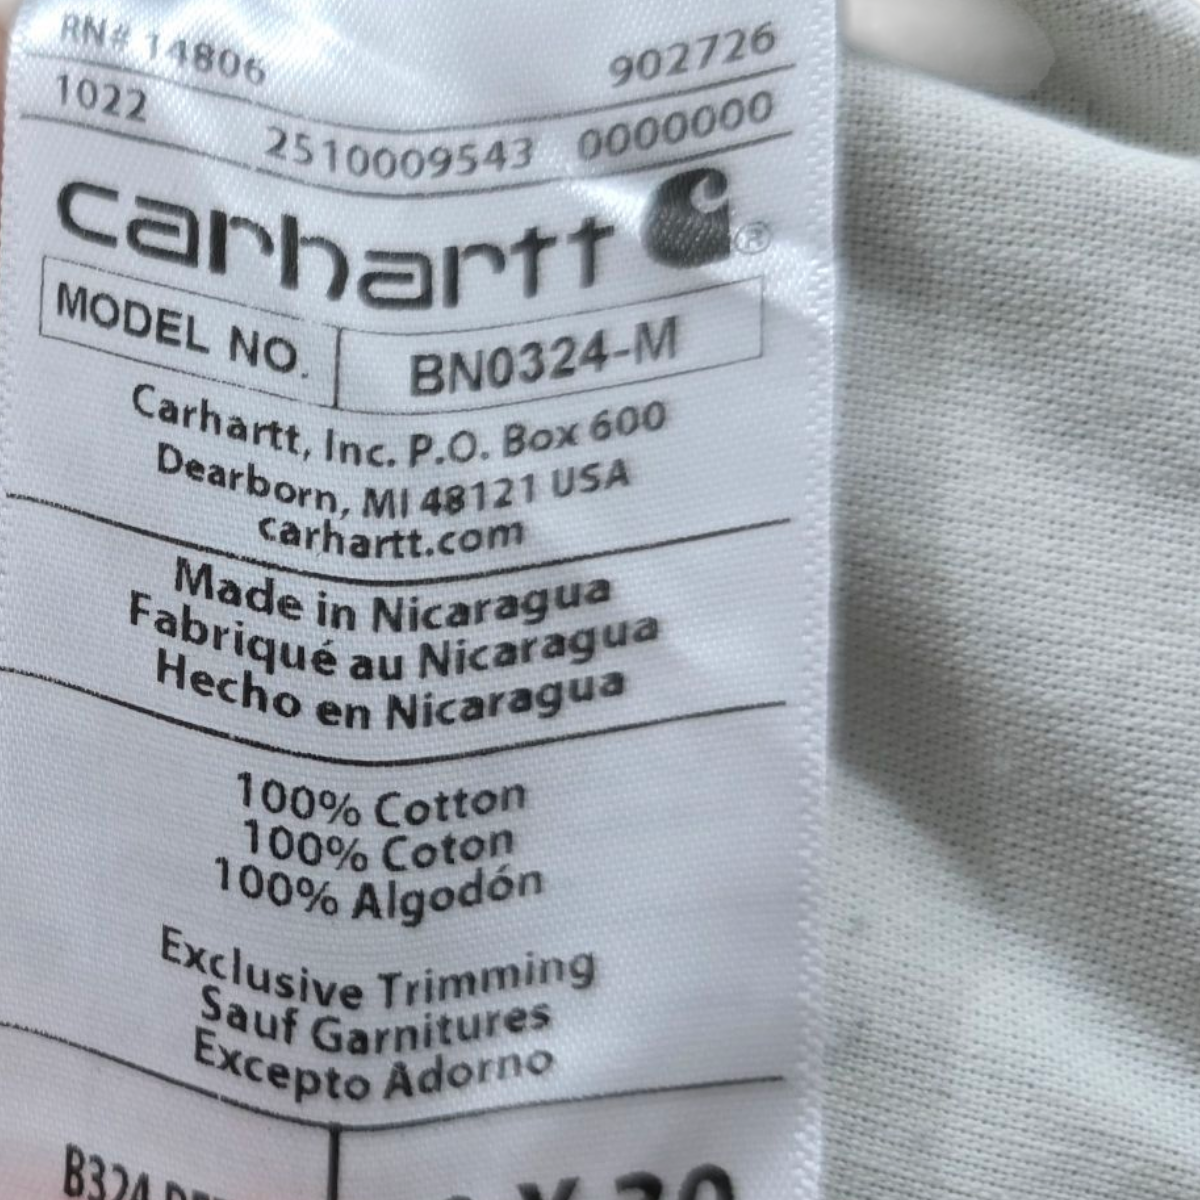 RN# 14806 902726
1022 2510009543 0000000
carhartt ®
MODEL NO. BN0324-M
Carhartt, Inc. P.O. Box 600
Dearborn, MI 48121 USA
carhartt.com
Made in Nicaragua
Fabriqué au Nicaragua
Hecho en Nicaragua
100% Cotton
100% Coton
100% Algodón
Exclusive Trimming
Sauf Garnitures
Excepto Adorno
B324 X 30